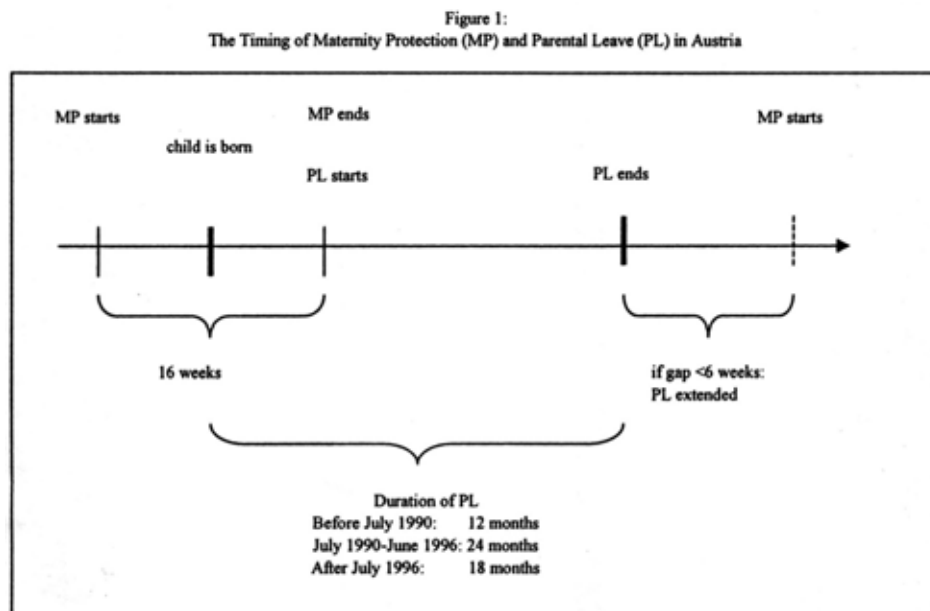 Figure 1:
The Timing of Maternity Protection (MP) and Parental Leave (PL) in Austria
MP starts
MP ends
MP starts
child is born
PL starts
PL ends
16 weeks
if gap <6 weeks:
PL extended
Duration of PL
Before July 1990: 12 months
July 1990-June 1996: 24 months
After July 1996: 18 months